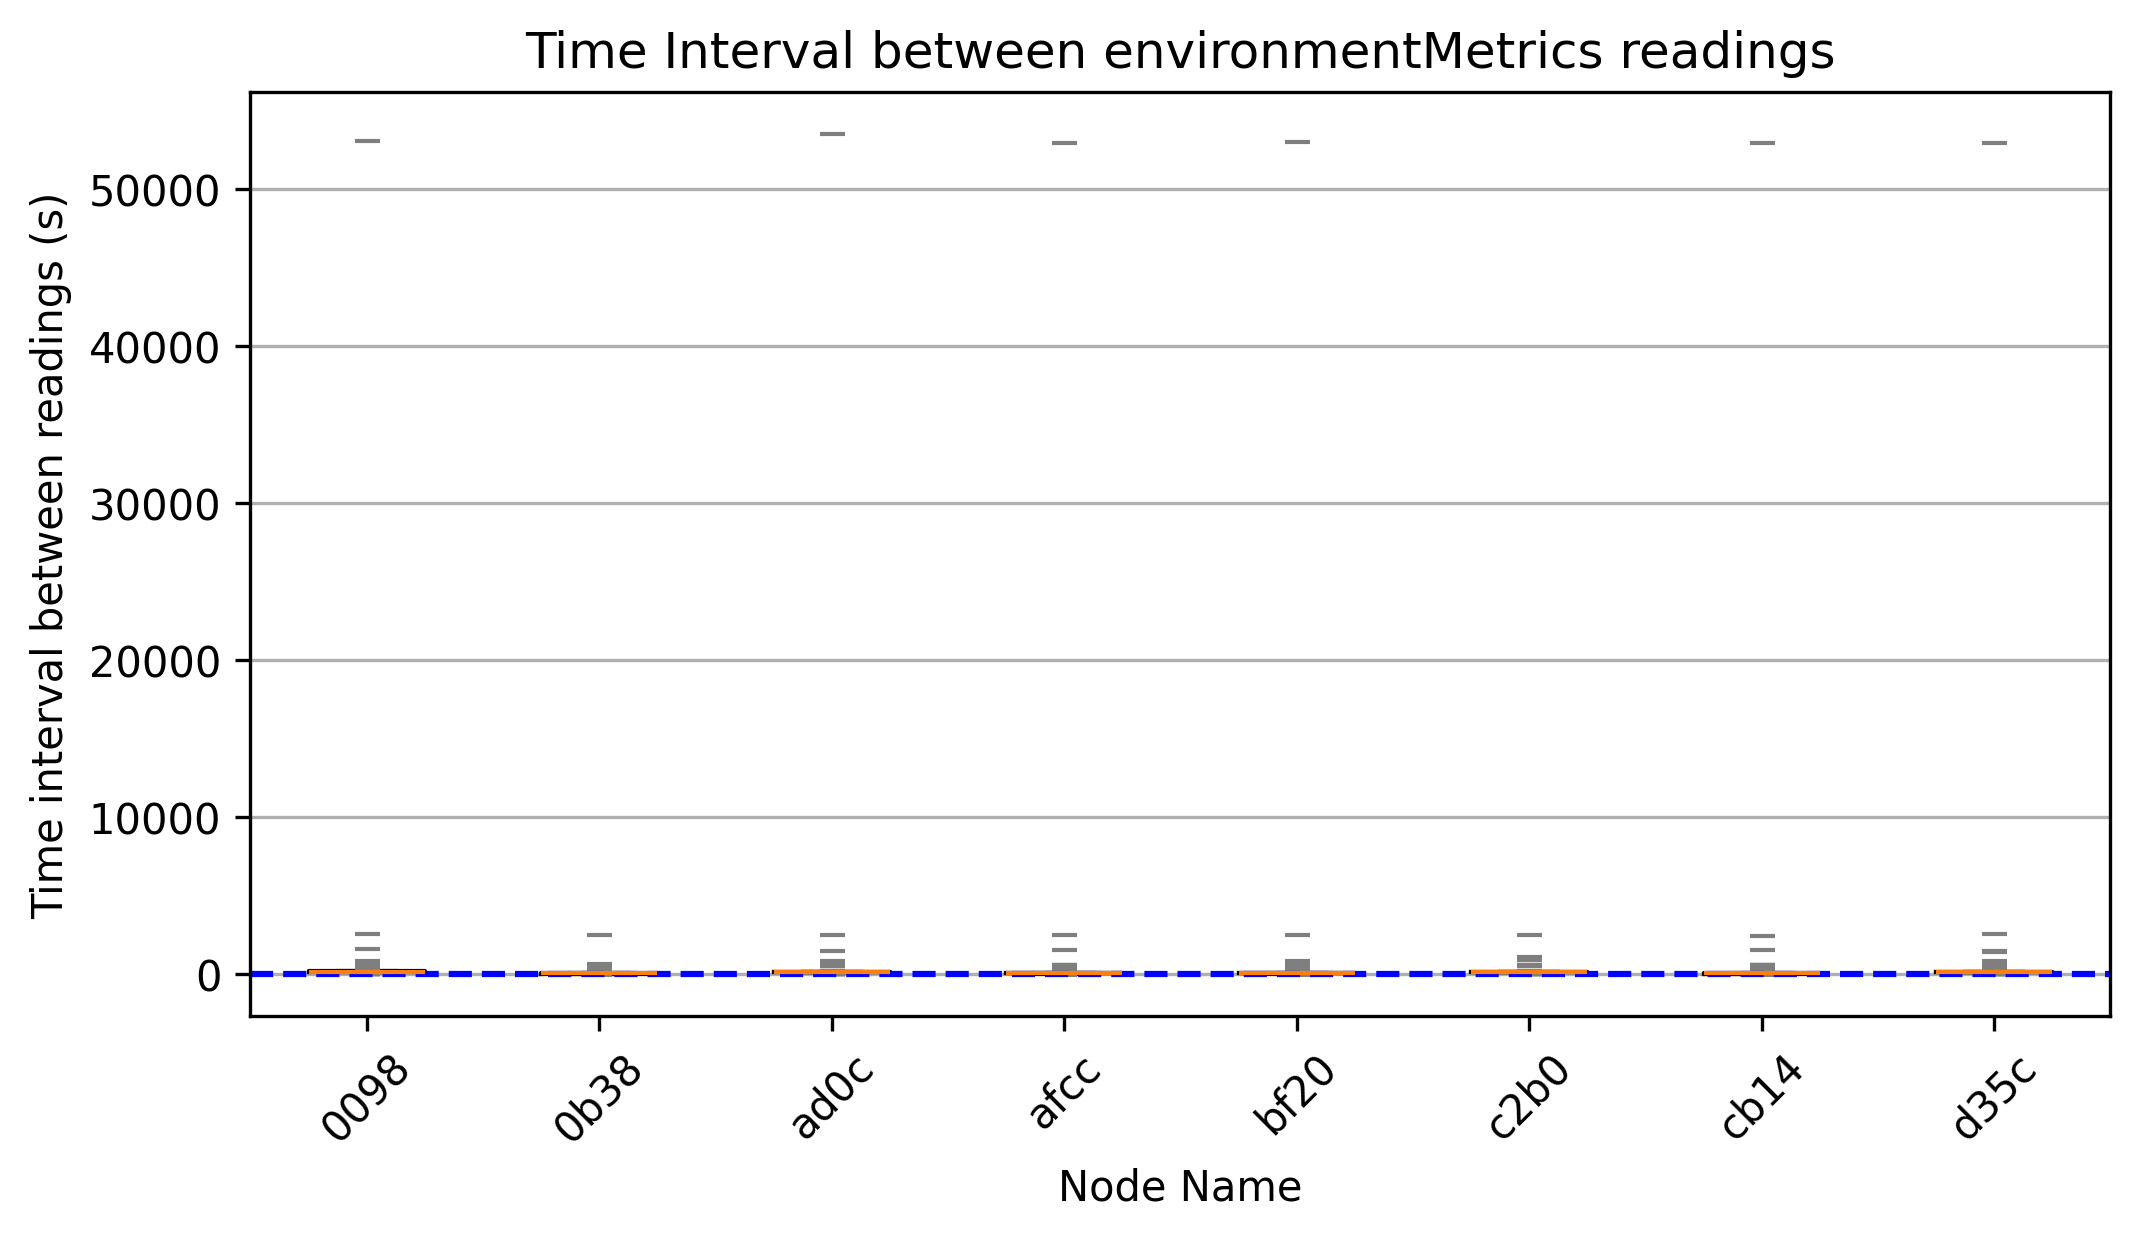 Time Interval between environmentMetrics readings
Time interval between readings (s)
50000
40000
30000
20000
10000
0
0098
0b38
ad0c
afcc
bf20
c2b0
cb14
d35c
Node Name